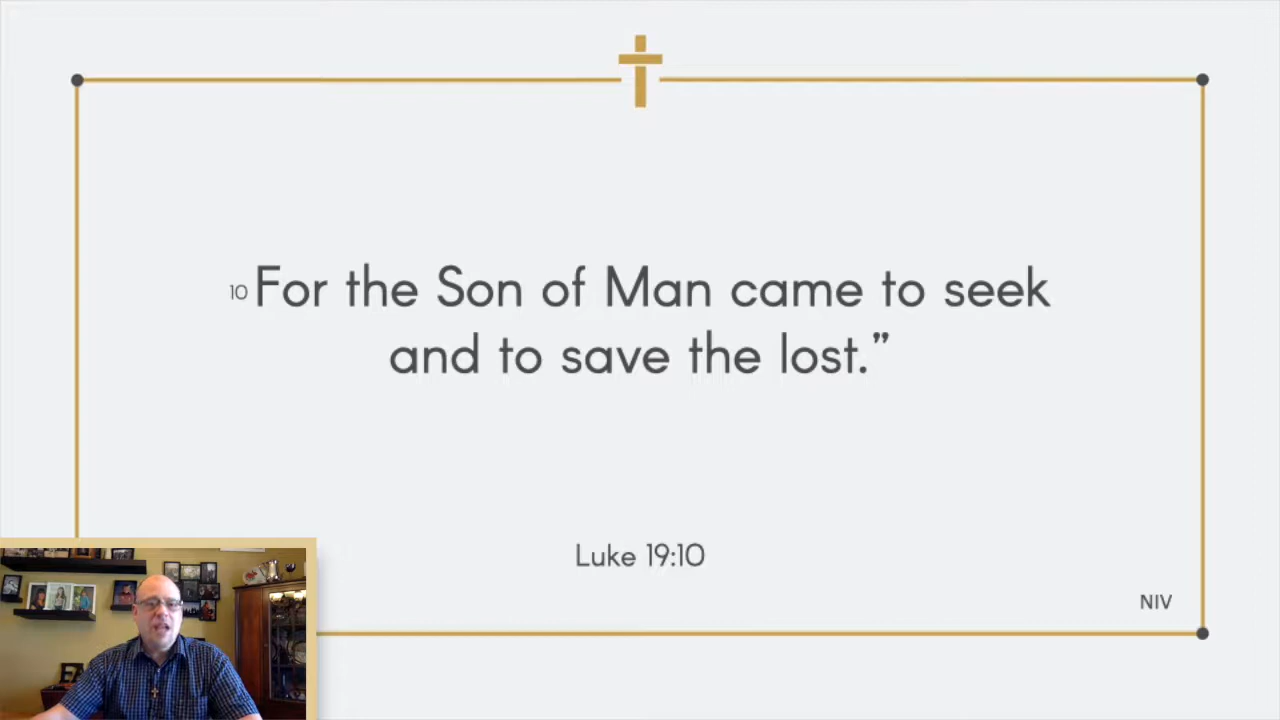 10 For the Son of Man came to seek
and to save the lost.”
Luke 19:10
NIV